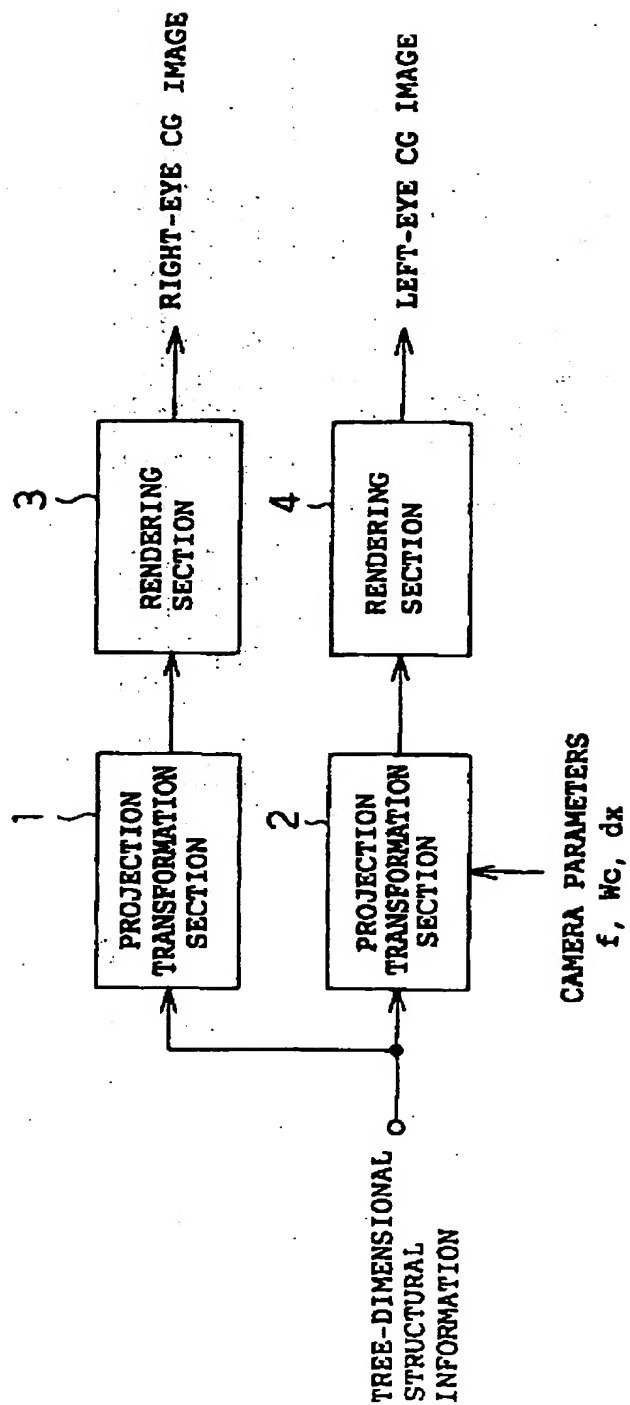 TREE-DIMENSIONAL
STRUCTURAL
INFORMATION
1
PROJECTION
TRANSFORMATION
SECTION
3
RENDERING
SECTION
RIGHT-EYE CG IMAGE
2
PROJECTION
TRANSFORMATION
SECTION
4
RENDERING
SECTION
LEFT-EYE CG IMAGE
CAMERA PARAMETERS
f, Wc, dx